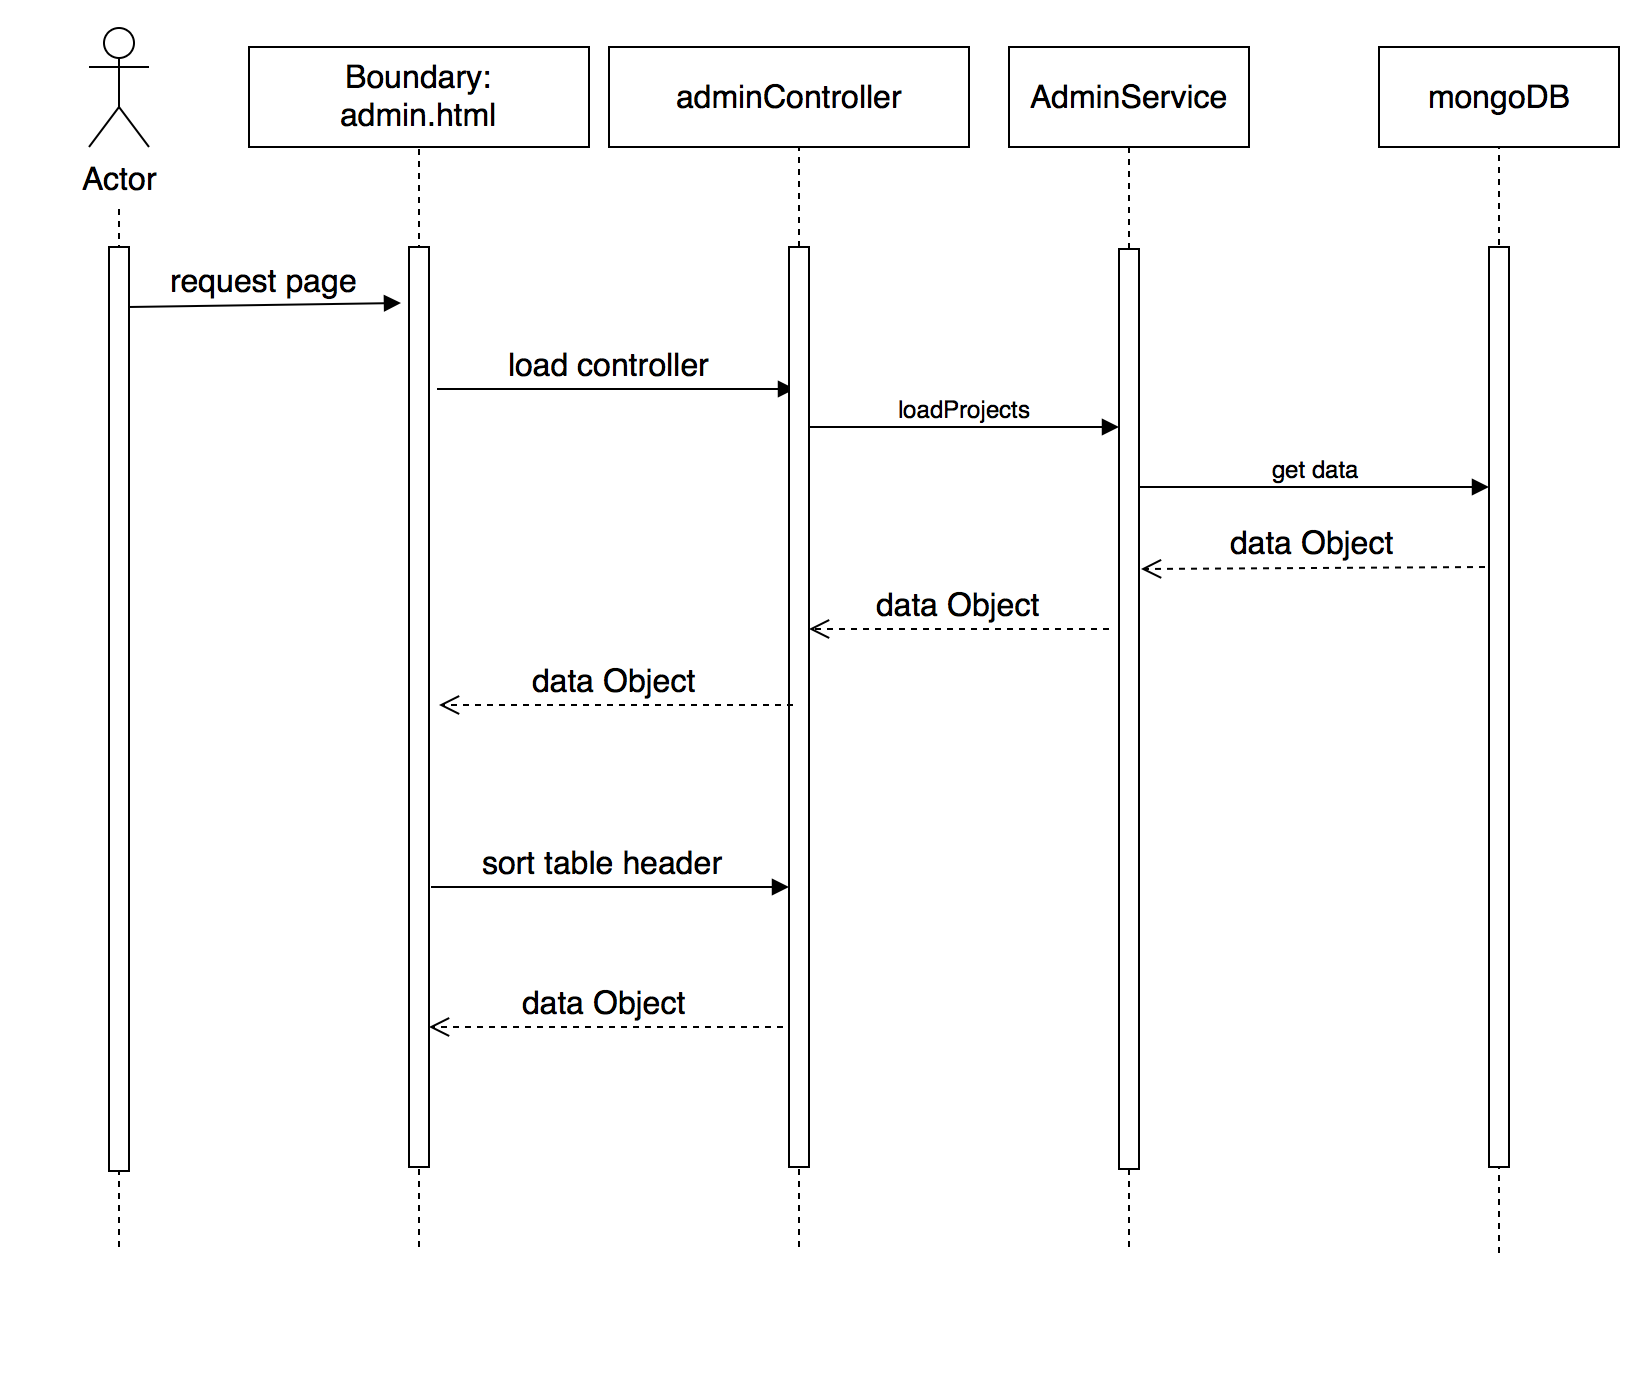 Boundary:
admin.html
adminController
AdminService
mongoDB
Actor
request page
load controller
loadProjects
get data
data Object
data Object
data Object
sort table header
data Object